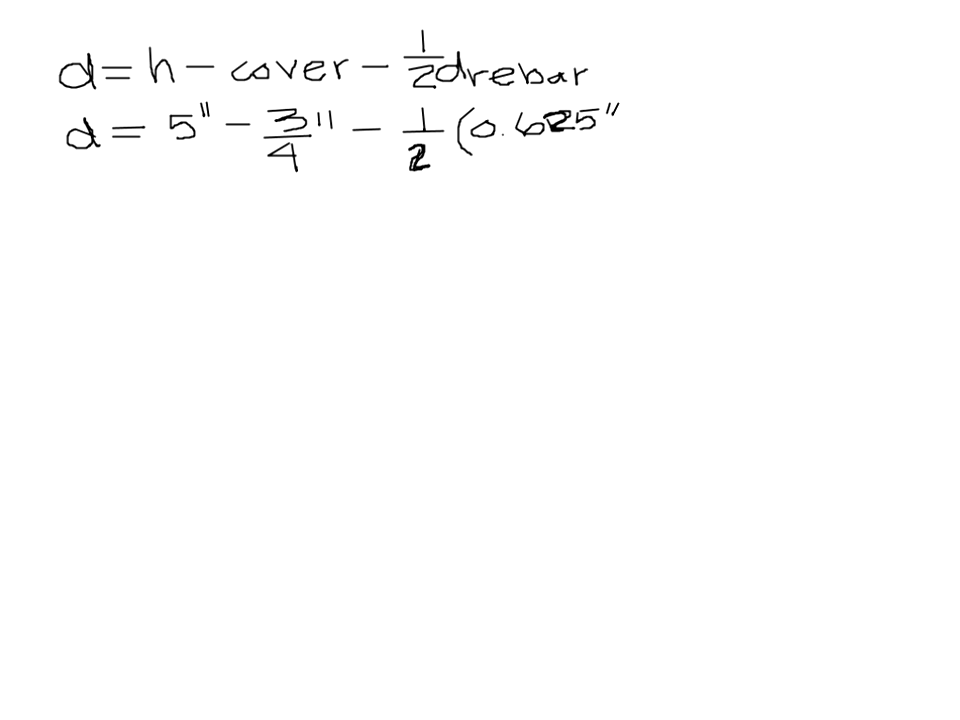 d = h - cover - 1/2 drebar
d = 5" - 3/4" - 1/2 (0.625"